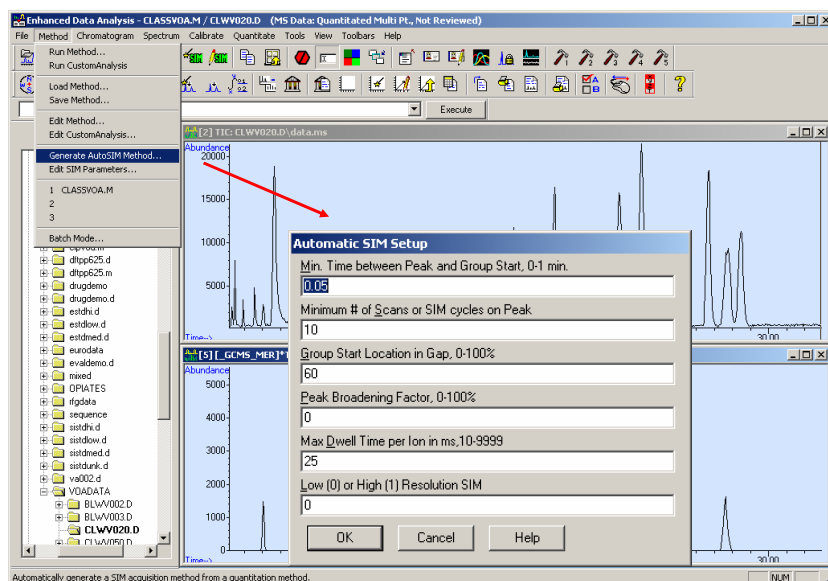 Enhanced Data Analysis - CLASSVOA.M / CLWV020.D (MS Data: Quantitated Multi Pt., Not Reviewed)
File Method Chromatogram Spectrum Calibrate Quantitate Tools View Toolbars Help
Run Method...
Run CustomAnalysis
Load Method...
Save Method...
Edit Method...
Edit CustomAnalysis...
Generate AutoSIM Method...
Edit SIM Parameters...
1 CLASSVOA.M
2
3
Batch Mode...
Execute
[2] TIC: CLWV020.D\data.ms
Abundance
20000
15000
10000
5000
Time-->
30.00
dftpp625.d
dftpp625.m
drugdemo
drugdemo.d
estdhi.d
estdlow.d
estdmed.d
eurodata
evaldemo.d
mixed
OPIATES
rfgdata
sequence
sistdhi.d
sistdlow.d
sistdmed.d
sistdunk.d
va002.d
VOADATA
BLWV002.D
BLWV003.D
CLWV020.D
CLWV050.D
[5][_GCMS_MER]*T
Abundance
5000
4000
3000
2000
1000
0
Time-->
30.00
Automatic SIM Setup
Min. Time between Peak and Group Start, 0-1 min.
0.05
Minimum # of Scans or SIM cycles on Peak
10
Group Start Location in Gap, 0-100%
60
Peak Broadening Factor, 0-100%
0
Max Dwell Time per Ion in ms,10-9999
25
Low (0) or High (1) Resolution SIM
0
OK Cancel Help
Automatically generate a SIM acquisition method from a quantitation method.
NUM